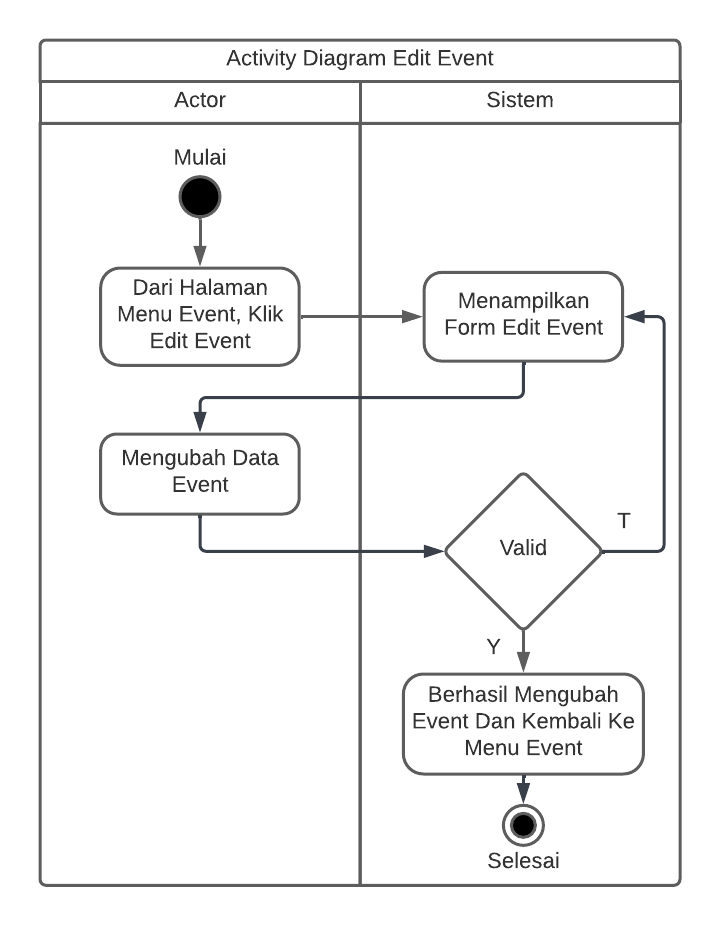 Activity Diagram Edit Event
Actor
Sistem
Mulai
Dari Halaman
Menu Event, Klik
Edit Event
Menampilkan
Form Edit Event
Mengubah Data
Event
Valid
T
Y
Berhasil Mengubah
Event Dan Kembali Ke
Menu Event
Selesai